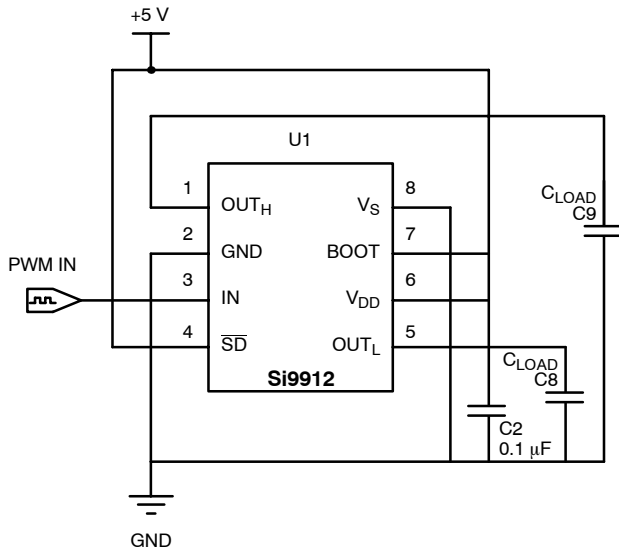 +5 V
U1
1
OUTH
2
GND
3
IN
4
SD
8
VS
7
BOOT
6
VDD
5
OUTL
Si9912
PWM IN
CLOAD
C9
CLOAD
C8
C2
0.1 µF
GND